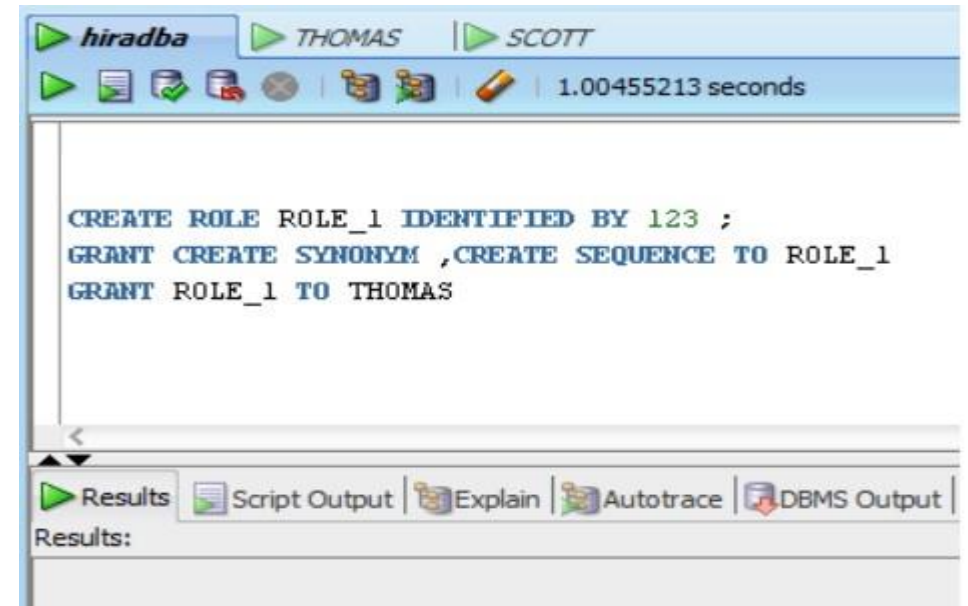 hiradba THOMAS SCOTT
1.00455213 seconds
CREATE ROLE ROLE_1 IDENTIFIED BY 123 ;
GRANT CREATE SYNONYM ,CREATE SEQUENCE TO ROLE_1
GRANT ROLE_1 TO THOMAS
Results Script Output Explain Autotrace DBMS Output
Results: